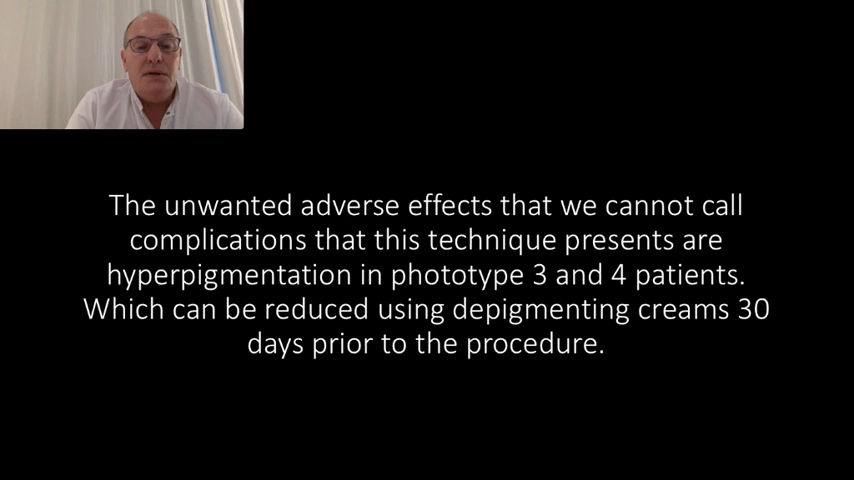 The unwanted adverse effects that we cannot call
complications that this technique presents are
hyperpigmentation in phototype 3 and 4 patients.
Which can be reduced using depigmenting creams 30
days prior to the procedure.